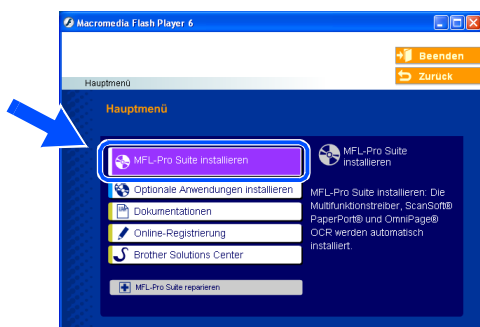 Macromedia Flash Player 6
Beenden
Zurück
Hauptmenü
Hauptmenü
MFL-Pro Suite installieren
Optionale Anwendungen installieren
Dokumentationen
Online-Registrierung
Brother Solutions Center
MFL-Pro Suite reparieren
MFL-Pro Suite
installieren
MFL-Pro Suite installieren: Die
Multifunktionstreiber, ScanSoft®
PaperPort® und OmniPage®
OCR werden automatisch
installiert.